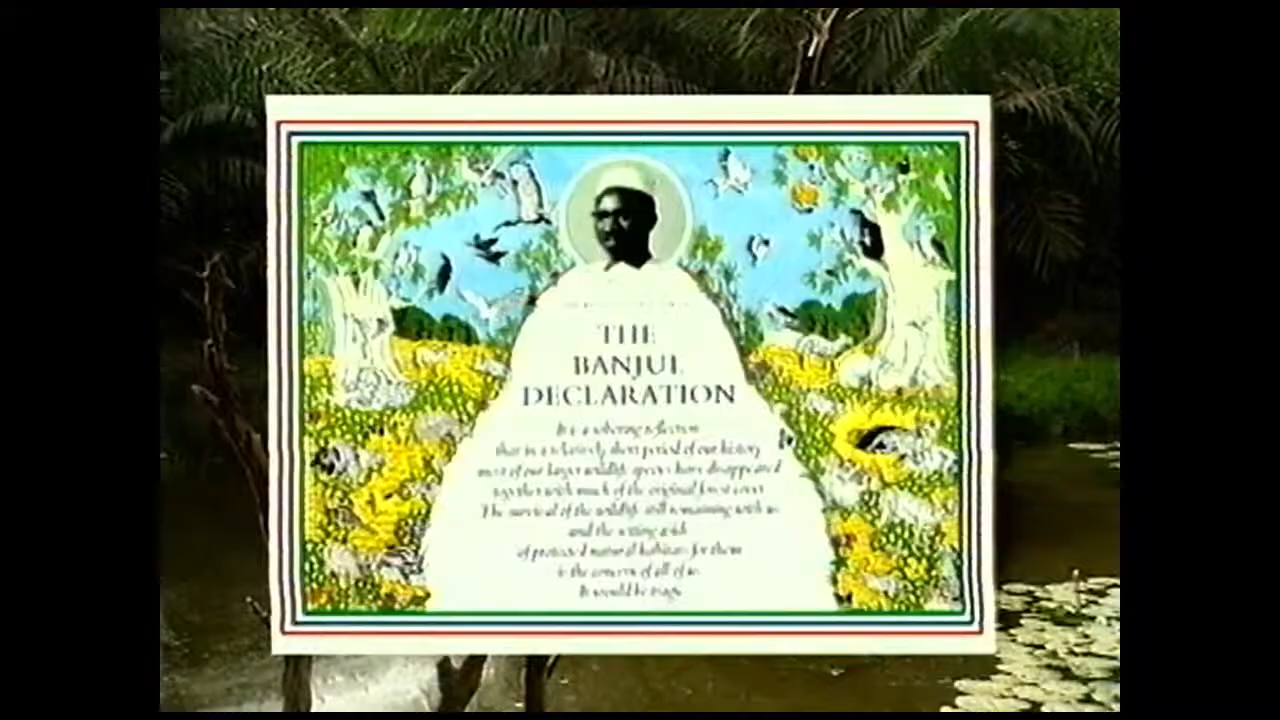 THE
BANJUL
DECLARATION
It is a sobering reflection
that in a relatively short period of our history
most of our larger wildlife species have disappeared
together with much of the original forest cover
The survival of the wildlife still remaining with us
and the setting aside
of protected natural habitats for them
is the concern of all of us
It would be tragic